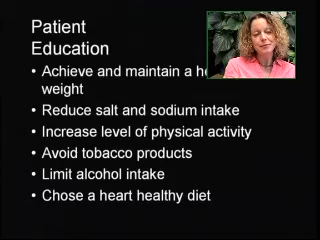 Patient
Education
• Achieve and maintain a
weight
• Reduce salt and sodium intake
• Increase level of physical activity
• Avoid tobacco products
• Limit alcohol intake
• Chose a heart healthy diet